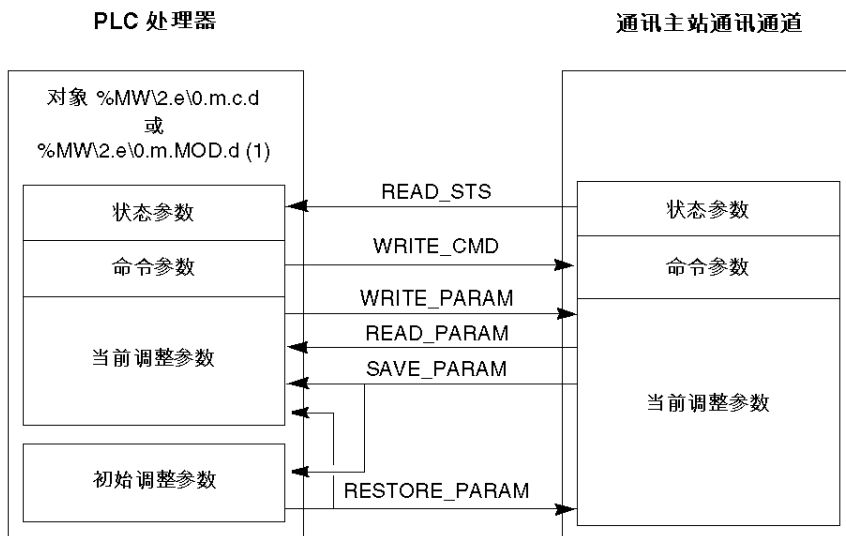 PLC 处理器
通讯主站通讯通道
对象 %MW\2.e\0.m.c.d
或
%MW\2.e\0.m.MOD.d (1)
状态参数
READ_STS
状态参数
命令参数
WRITE_CMD
命令参数
WRITE_PARAM
当前调整参数
READ_PARAM
SAVE_PARAM
当前调整参数
初始调整参数
RESTORE_PARAM